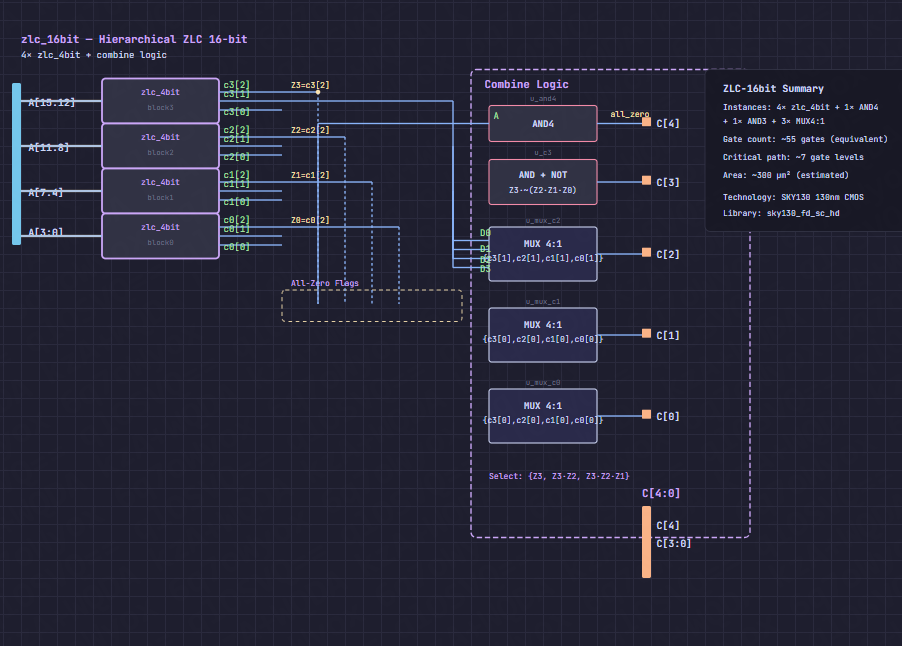 zlc_16bit — Hierarchical ZLC 16-bit
4× zlc_4bit + combine logic
A[15:12]
A[11:8]
A[7:4]
A[3:0]
zlc_4bit
block3
zlc_4bit
block2
zlc_4bit
block1
zlc_4bit
block0
c3[2]
c3[1]
c3[0]
c2[2]
c2[1]
c2[0]
c1[2]
c1[1]
c1[0]
c0[2]
c0[1]
c0[0]
Z3=c3[2]
Z2=c2[2]
Z1=c1[2]
Z0=c0[2]
All-Zero Flags
Combine Logic
u_and4
A
AND4
all_zero
C[4]
u_c3
AND + NOT
Z3·~(Z2·Z1·Z0)
C[3]
u_mux_c2
D0
D1
D2
D3
MUX 4:1
{c3[1],c2[1],c1[1],c0[1]}
C[2]
u_mux_c1
MUX 4:1
{c3[0],c2[0],c1[0],c0[0]}
C[1]
u_mux_c0
MUX 4:1
{c3[0],c2[0],c1[0],c0[0]}
C[0]
Select: {Z3, Z3·Z2, Z3·Z2·Z1}
C[4:0]
C[4]
C[3:0]
ZLC-16bit Summary
Instances: 4× zlc_4bit + 1× AND4
+ 1× AND3 + 3× MUX4:1
Gate count: ~55 gates (equivalent)
Critical path: ~7 gate levels
Area: ~300 µm² (estimated)
Technology: SKY130 130nm CMOS
Library: sky130_fd_sc_hd